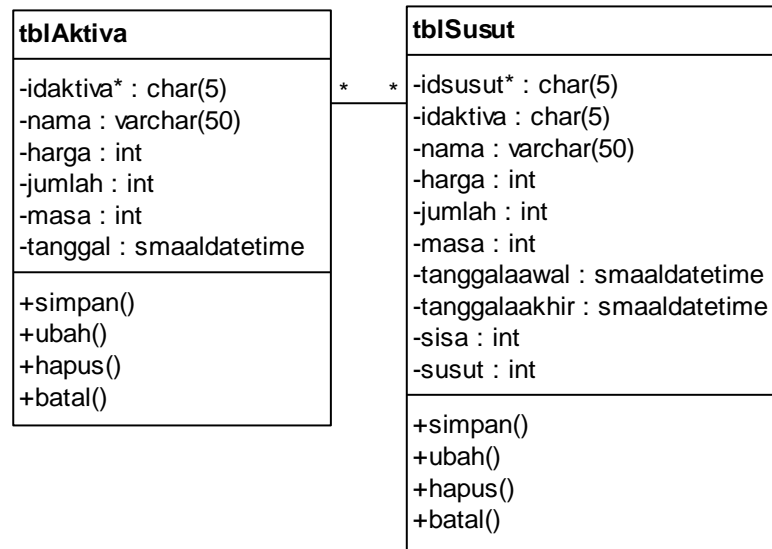 tblAktiva
-idaktiva* : char(5)
-nama : varchar(50)
-harga : int
-jumlah : int
-masa : int
-tanggal : smaaldatetime
+simpan()
+ubah()
+hapus()
+batal()
* *
tblSusut
-idsusut* : char(5)
-idaktiva : char(5)
-nama : varchar(50)
-harga : int
-jumlah : int
-masa : int
-tanggalaawal : smaaldatetime
-tanggalaakhir : smaaldatetime
-sisa : int
-susut : int
+simpan()
+ubah()
+hapus()
+batal()